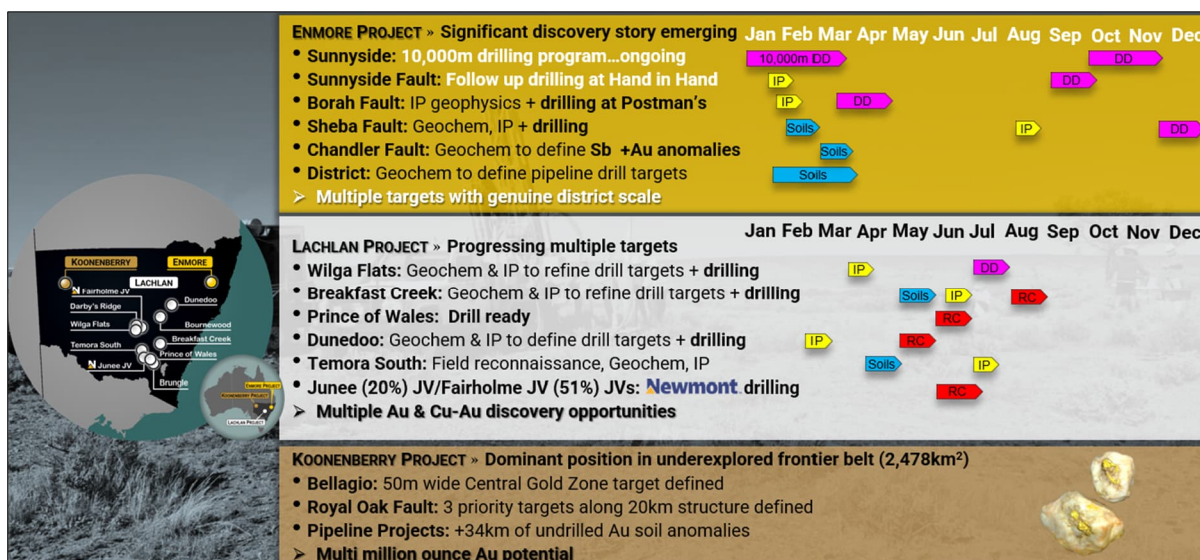 ENMORE PROJECT » Significant discovery story emerging
Jan Feb Mar Apr May Jun Jul Aug Sep Oct Nov Dec
• Sunnyside: 10,000m drilling program...ongoing
10,000m DD
DD
• Sunnyside Fault: Follow up drilling at Hand in Hand
IP
DD
• Borah Fault: IP geophysics + drilling at Postman's
IP
DD
• Sheba Fault: Geochem, IP + drilling
Soils
IP
DD
• Chandler Fault: Geochem to define Sb +Au anomalies
Soils
• District: Geochem to define pipeline drill targets
Soils
➢ Multiple targets with genuine district scale
Jan Feb Mar Apr May Jun Jul Aug Sep Oct Nov Dec
LACHLAN PROJECT » Progressing multiple targets
• Wilga Flats: Geochem & IP to refine drill targets + drilling
IP
DD
• Breakfast Creek: Geochem & IP to refine drill targets + drilling
Soils
IP
RC
• Prince of Wales: Drill ready
RC
• Dunedoo: Geochem & IP to define drill targets + drilling
IP
RC
• Temora South: Field reconnaissance, Geochem, IP
Soils
IP
• Junee (20%) JV/Fairholme JV (51%) JVs: Newmont drilling
RC
➢ Multiple Au & Cu-Au discovery opportunities
KOONENBERRY PROJECT » Dominant position in underexplored frontier belt (2,478km²)
• Bellagio: 50m wide Central Gold Zone target defined
• Royal Oak Fault: 3 priority targets along 20km structure defined
• Pipeline Projects: +34km of undrilled Au soil anomalies
➢ Multi million ounce Au potential
KOONENBERRY
ENMORE
LACHLAN
Fairholme JV
Darby's Ridge
Wilga Flats
Temora South
Junee JV
Dunedoo
Bournewood
Breakfast Creek
Prince of Wales
Brungle
ENMORE PROJECT
KOONENBERRY PROJECT
LACHLAN PROJECT